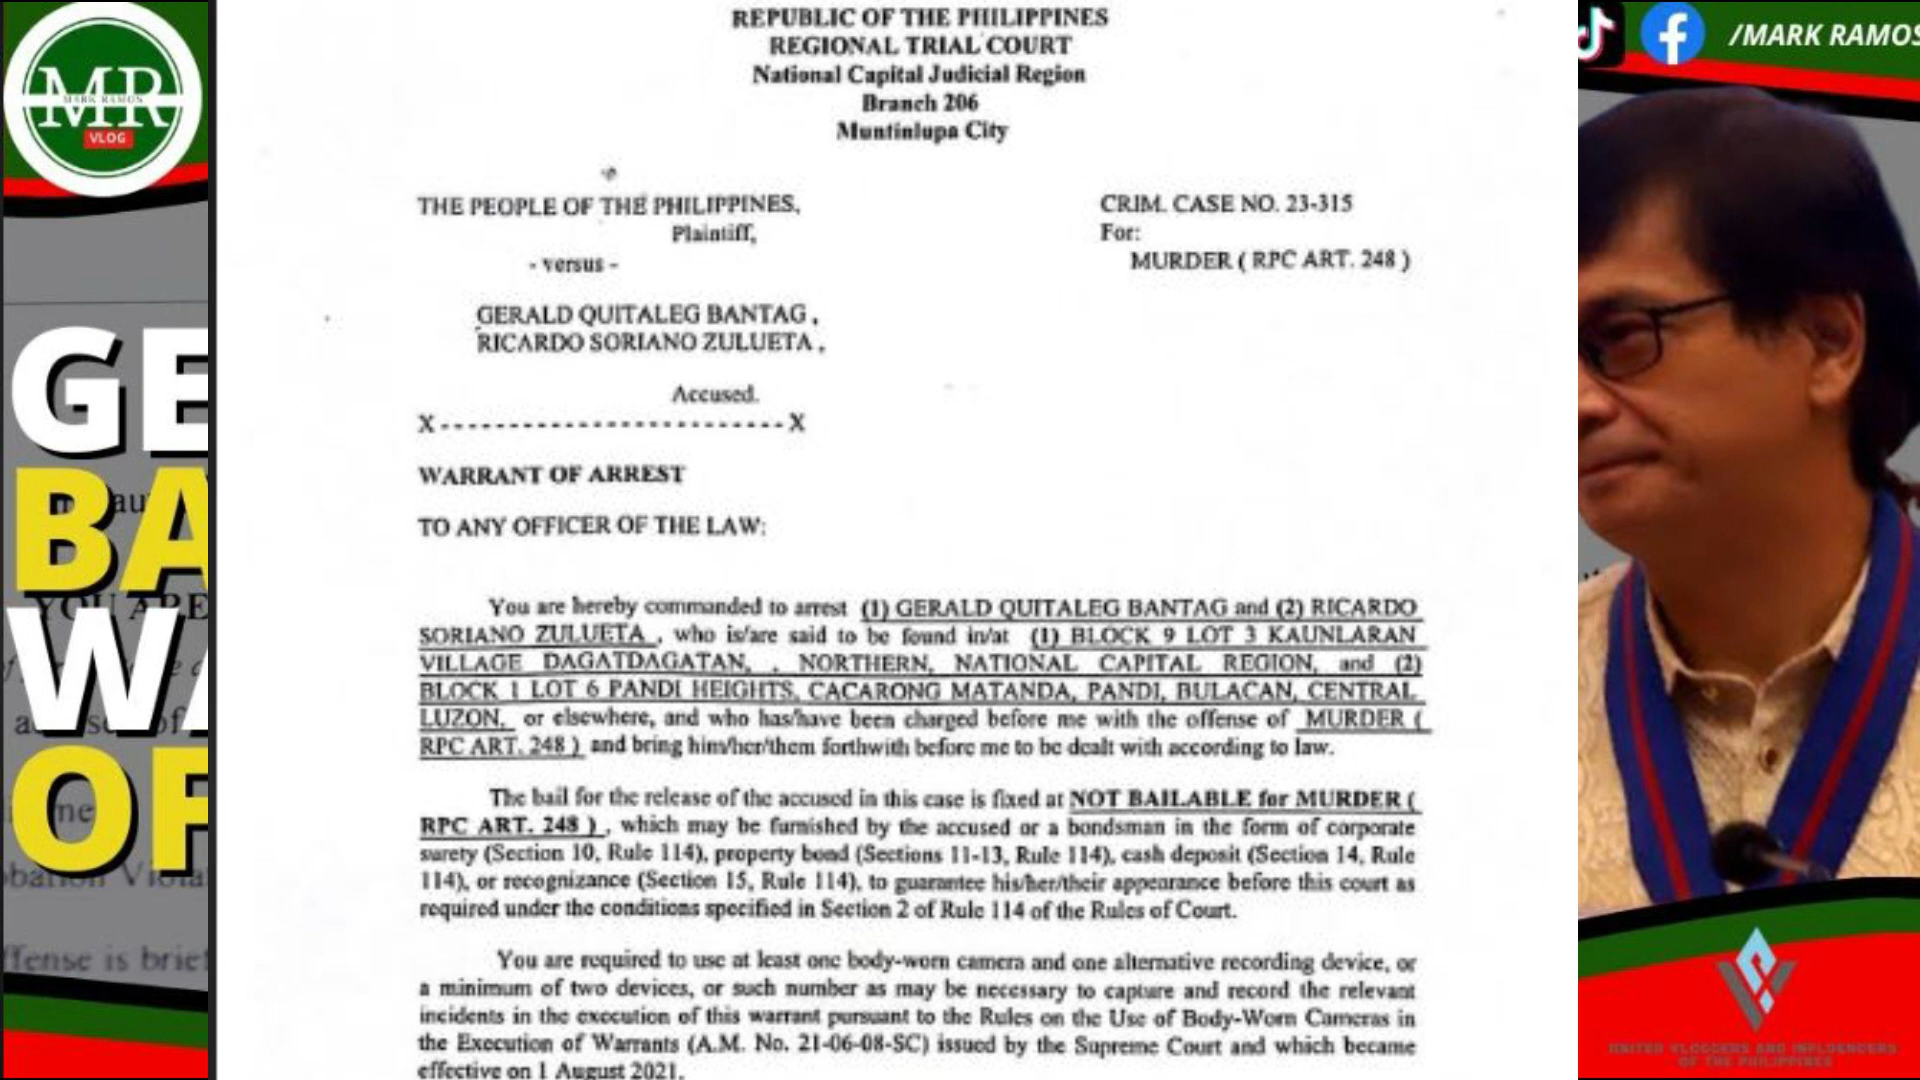 MR
MARK RAMOS
VLOG
GE
BA
WA
OF
YOU ARE
/MARK RAMOS
REPUBLIC OF THE PHILIPPINES
REGIONAL TRIAL COURT
National Capital Judicial Region
Branch 206
Muntinlupa City
THE PEOPLE OF THE PHILIPPINES,
Plaintiff,
- versus -
GERALD QUITALEG BANTAG ,
RICARDO SORIANO ZULUETA ,
Accused.
X--------------------------X
CRIM. CASE NO. 23-315
For:
MURDER ( RPC ART. 248 )
WARRANT OF ARREST
TO ANY OFFICER OF THE LAW:
You are hereby commanded to arrest (1) GERALD QUITALEG BANTAG and (2) RICARDO
SORIANO ZULUETA , who is/are said to be found in/at (1) BLOCK 9 LOT 3 KAUNLARAN
VILLAGE DAGATDAGATAN, , NORTHERN, NATIONAL CAPITAL REGION, and (2)
BLOCK 1 LOT 6 PANDI HEIGHTS, CACARONG MATANDA, PANDI, BULACAN, CENTRAL
LUZON, or elsewhere, and who has/have been charged before me with the offense of MURDER (
RPC ART. 248 ) and bring him/her/them forthwith before me to be dealt with according to law.
The bail for the release of the accused in this case is fixed at NOT BAILABLE for MURDER (
RPC ART. 248 ) , which may be furnished by the accused or a bondsman in the form of corporate
surety (Section 10, Rule 114), property bond (Sections 11-13, Rule 114), cash deposit (Section 14, Rule
114), or recognizance (Section 15, Rule 114), to guarantee his/her/their appearance before this court as
required under the conditions specified in Section 2 of Rule 114 of the Rules of Court.
You are required to use at least one body-worn camera and one alternative recording device, or
a minimum of two devices, or such number as may be necessary to capture and record the relevant
incidents in the execution of this warrant pursuant to the Rules on the Use of Body-Worn Cameras in
the Execution of Warrants (A.M. No. 21-06-08-SC) issued by the Supreme Court and which became
effective on 1 August 2021.
UNITED VLOGGERS AND INFLUENCERS
OF THE PHILIPPINES